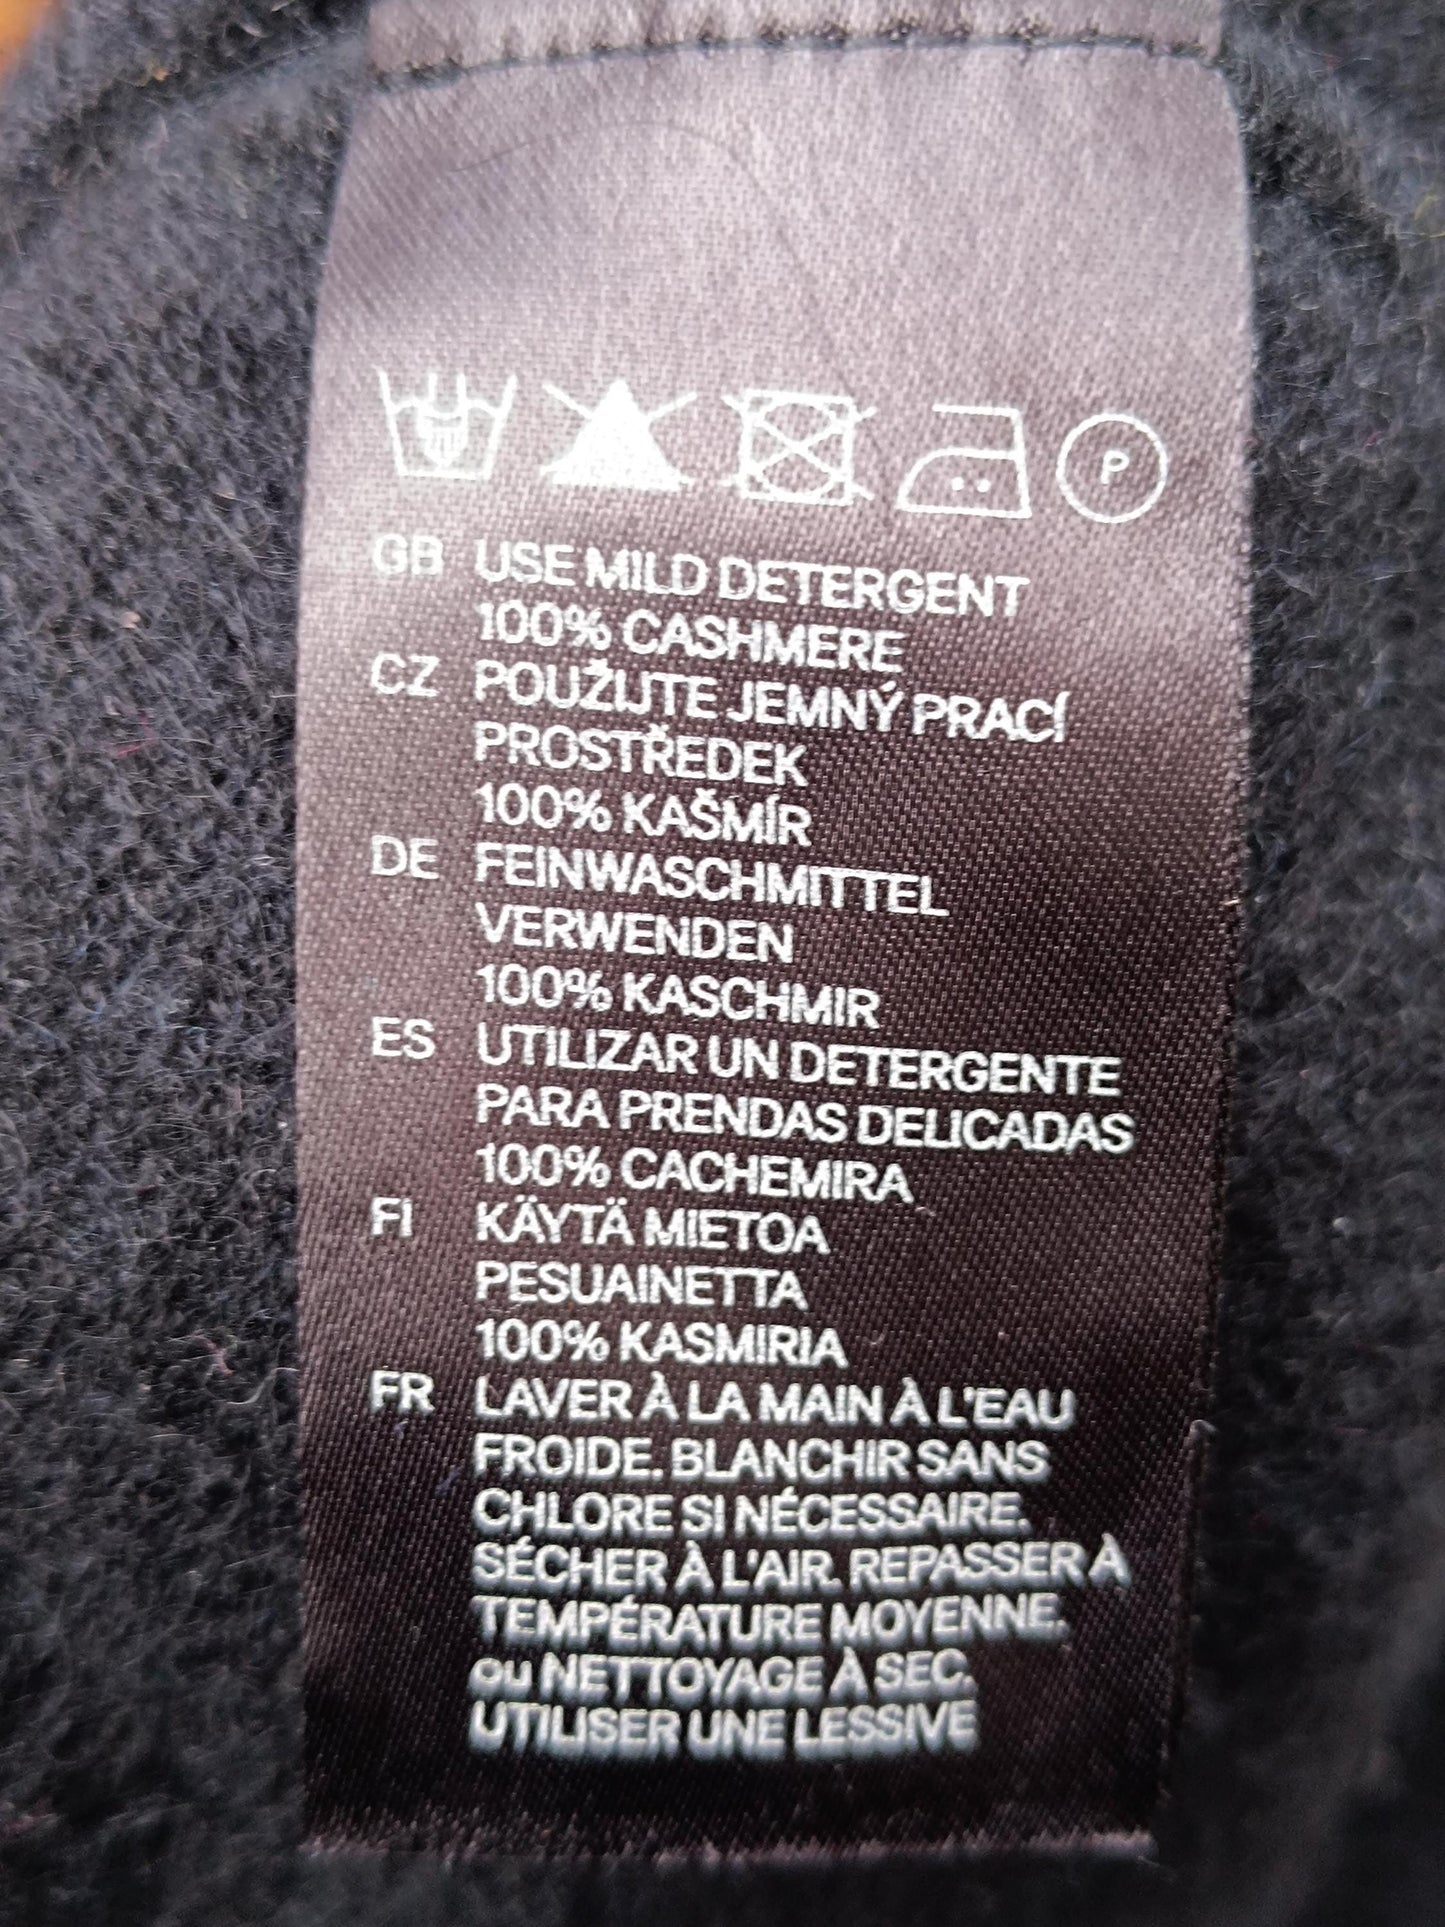 P
GB USE MILD DETERGENT
100% CASHMERE
CZ POUŽIJTE JEMNÝ PRACÍ
PROSTŘEDEK
100% KAŠMÍR
DE FEINWASCHMITTEL
VERWENDEN
100% KASCHMIR
ES UTILIZAR UN DETERGENTE
PARA PRENDAS DELICADAS
100% CACHEMIRA
FI KÄYTÄ MIETOA
PESUAINETTA
100% KASMIRIA
FR LAVER À LA MAIN À L'EAU
FROIDE. BLANCHIR SANS
CHLORE SI NÉCESSAIRE.
SÉCHER À L'AIR. REPASSER À
TEMPÉRATURE MOYENNE.
ou NETTOYAGE À SEC.
UTILISER UNE LESSIVE